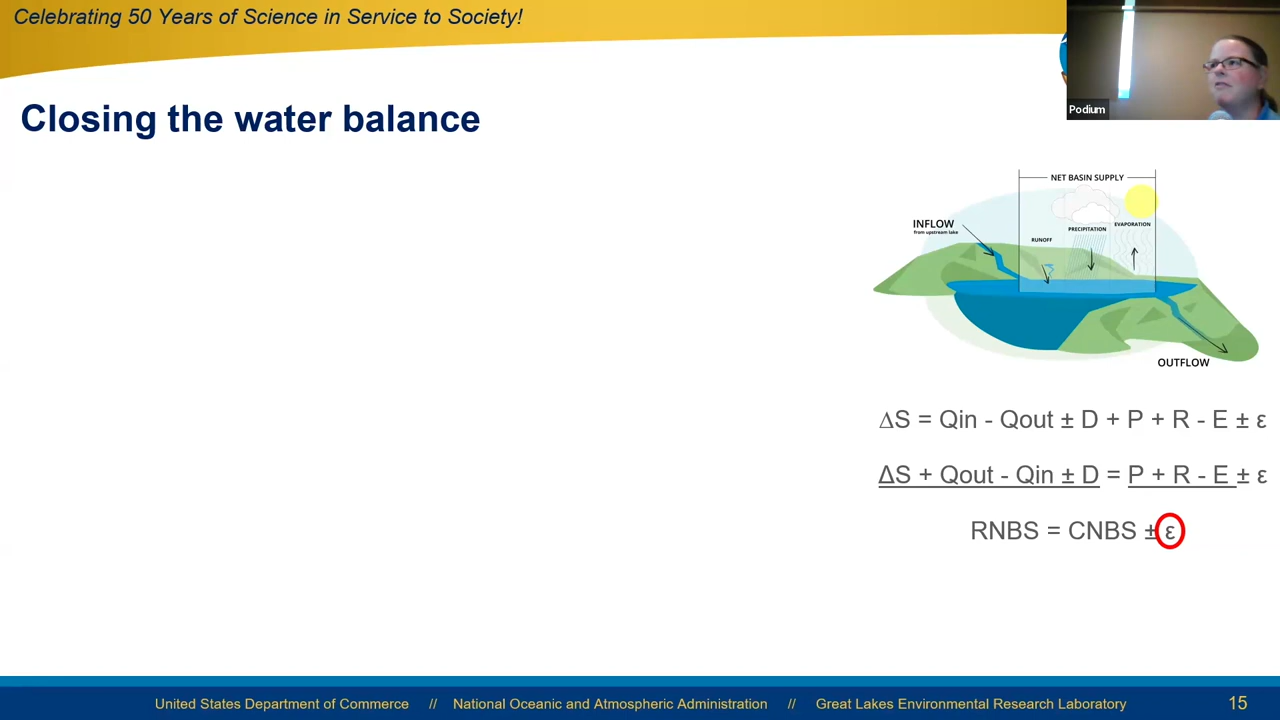 Celebrating 50 Years of Science in Service to Society!
Podium
Closing the water balance
NET BASIN SUPPLY
INFLOW
from upstream lake
RUNOFF
PRECIPITATION
EVAPORATION
OUTFLOW
∆S = Qin - Qout ± D + P + R - E ± ε
∆S + Qout - Qin ± D = P + R - E ± ε
RNBS = CNBS ± ε
United States Department of Commerce // National Oceanic and Atmospheric Administration // Great Lakes Environmental Research Laboratory 15